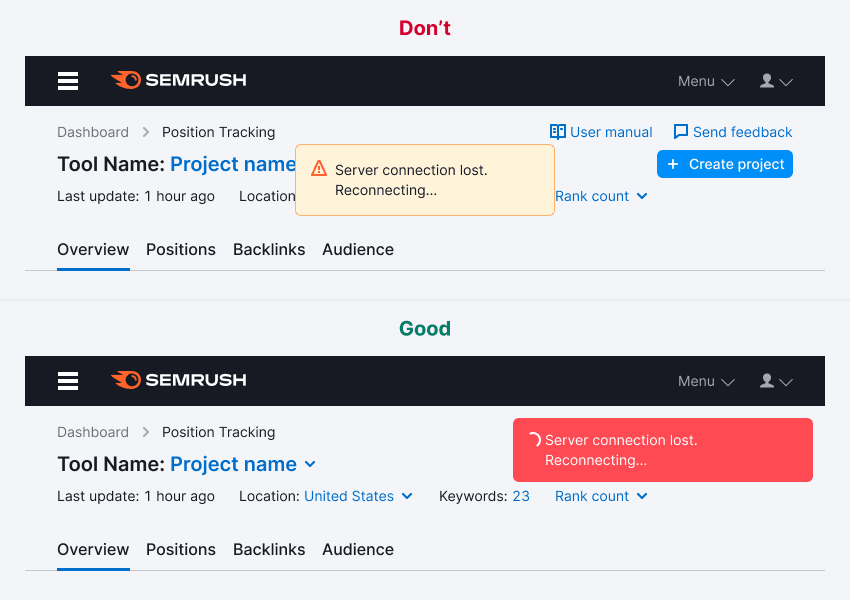 Don't
SEMRUSH
Menu
Dashboard
Position Tracking
User manual
Send feedback
Tool Name: Project name
Create project
Server connection lost.
Reconnecting...
Last update: 1 hour ago
Location
Rank count
Overview
Positions
Backlinks
Audience
Good
SEMRUSH
Menu
Dashboard
Position Tracking
Tool Name: Project name
Server connection lost.
Reconnecting...
Last update: 1 hour ago
Location: United States
Keywords: 23
Rank count
Overview
Positions
Backlinks
Audience